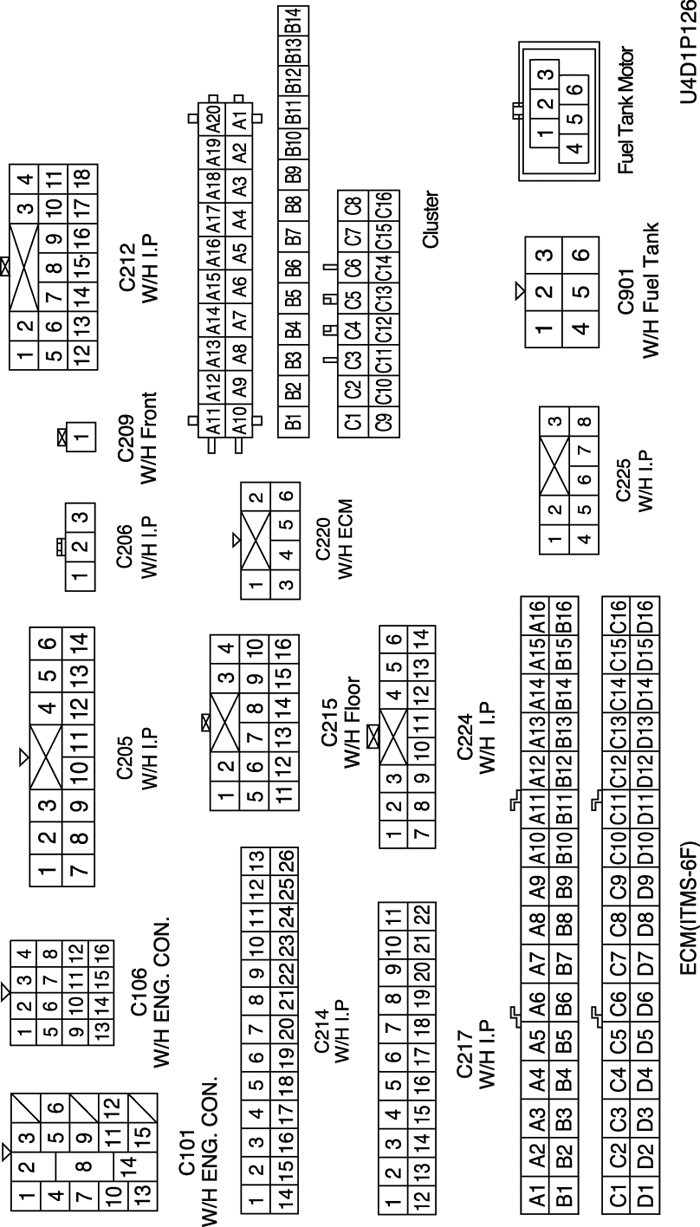 1 2 3
4 5 6
7 8 9
10 11 12
13 14 15
C101
W/H ENG. CON.
1 2 3 4
5 6 7 8
9 10 11 12
13 14 15 16
C106
W/H ENG. CON.
1 2 3 4 5 6
7 8 9 10 11 12 13 14
C205
W/H I.P
1 2 3
C206
W/H I.P
1
C209
W/H Front
1 2 3 4
5 6 7 8 9 10 11
12 13 14 15 16 17 18
C212
W/H I.P
1 2 3 4 5 6 7 8 9 10 11 12 13
14 15 16 17 18 19 20 21 22 23 24 25 26
C214
W/H I.P
1 2 3 4
5 6 7 8 9 10
11 12 13 14 15 16
C215
W/H Floor
1 2
3 4 5 6
C220
W/H ECM
A11 A12 A13 A14 A15 A16 A17 A18 A19 A20
A10 A9 A8 A7 A6 A5 A4 A3 A2 A1
B1 B2 B3 B4 B5 B6 B7 B8 B9 B10 B11 B12 B13 B14
C1 C2 C3 C4 C5 C6 C7 C8
C9 C10 C11 C12 C13 C14 C15 C16
Cluster
1 2 3 4 5 6 7 8 9 10 11
12 13 14 15 16 17 18 19 20 21 22
C217
W/H I.P
1 2 3 4 5 6
7 8 9 10 11 12 13 14
C224
W/H I.P
A1 A2 A3 A4 A5 A6 A7 A8 A9 A10 A11 A12 A13 A14 A15 A16
B1 B2 B3 B4 B5 B6 B7 B8 B9 B10 B11 B12 B13 B14 B15 B16
C1 C2 C3 C4 C5 C6 C7 C8 C9 C10 C11 C12 C13 C14 C15 C16
D1 D2 D3 D4 D5 D6 D7 D8 D9 D10 D11 D12 D13 D14 D15 D16
ECM(ITMS-6F)
1 2 3
4 5 6 7 8
C225
W/H I.P
1 2 3
4 5 6
C901
W/H Fuel Tank
1 2 3
4 5 6
Fuel Tank Motor
U4D1P126